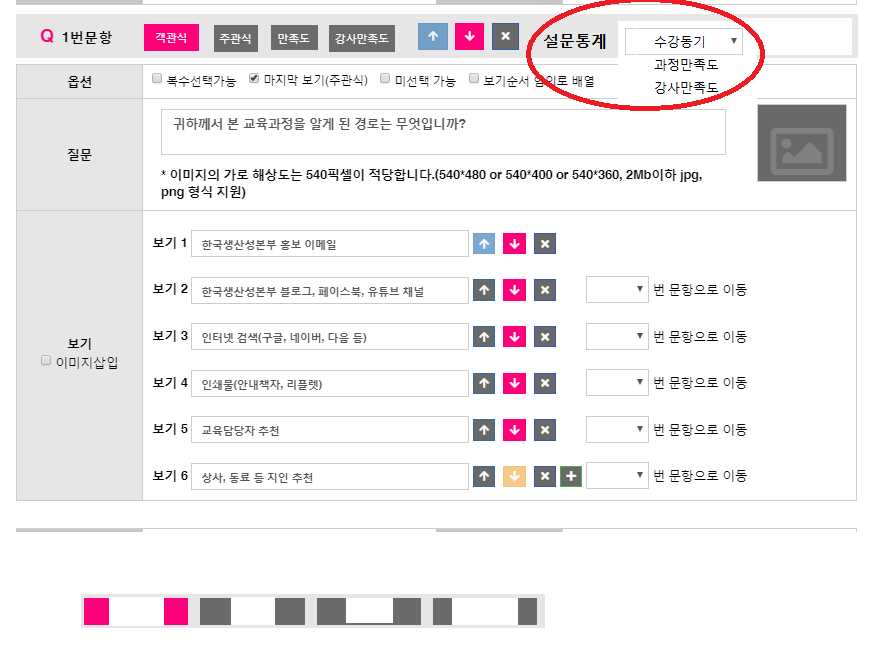 Q 1번문항 객관식 주관식 만족도 강사만족도 설문통계 수강동기
과정만족도
강사만족도
옵션 복수선택가능 마지막 보기(주관식) 미선택 가능 보기순서 임의로 배열
질문 귀하께서 본 교육과정을 알게 된 경로는 무엇입니까?
* 이미지의 가로 해상도는 540픽셀이 적당합니다.(540*480 or 540*400 or 540*360, 2Mb이하 jpg,
png 형식 지원)
보기 1 한국생산성본부 홍보 이메일
보기 2 한국생산성본부 블로그, 페이스북, 유튜브 채널 번 문항으로 이동
보기 3 인터넷 검색(구글, 네이버, 다음 등) 번 문항으로 이동
보기
이미지삽입
보기 4 인쇄물(안내책자, 리플렛) 번 문항으로 이동
보기 5 교육담당자 추천 번 문항으로 이동
보기 6 상사, 동료 등 지인 추천 번 문항으로 이동